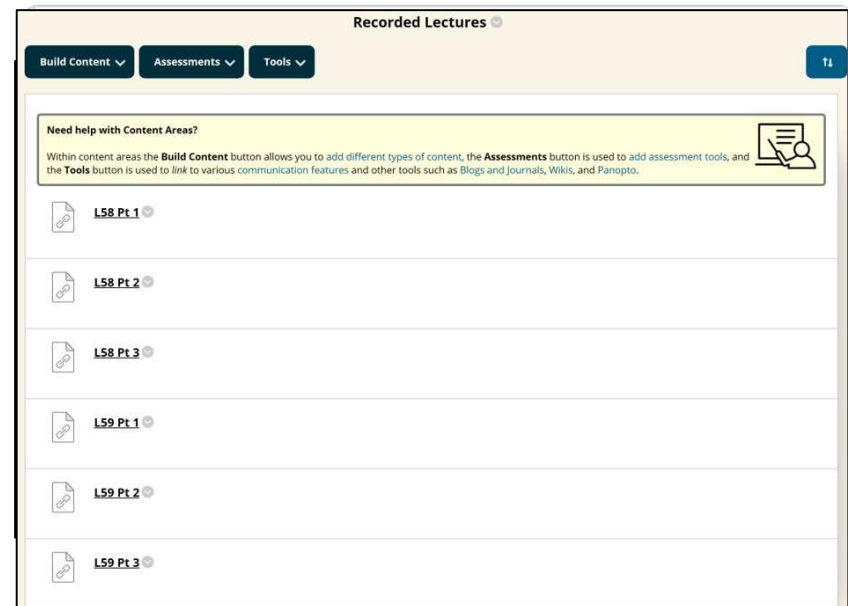 Recorded Lectures
Build Content Assessments Tools
Need help with Content Areas?
Within content areas the Build Content button allows you to add different types of content, the Assessments button is used to add assessment tools, and
the Tools button is used to link to various communication features and other tools such as Blogs and Journals, Wikis, and Panopto.
L58 Pt 1
L58 Pt 2
L58 Pt 3
L59 Pt 1
L59 Pt 2
L59 Pt 3